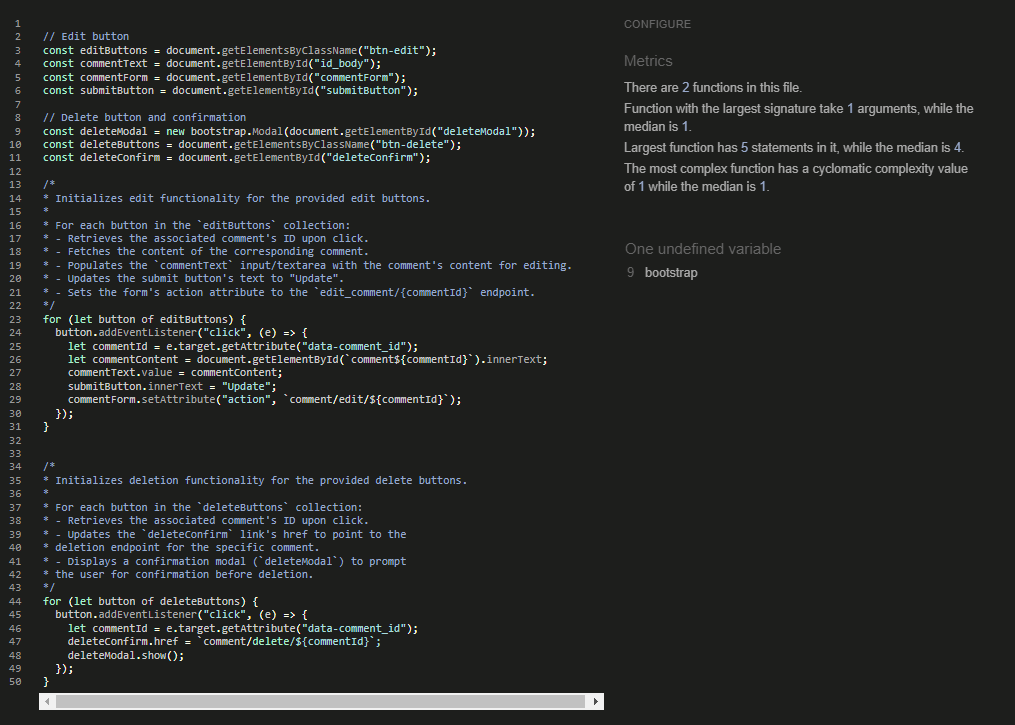 1
2 // Edit button
3 const editButtons = document.getElementsByClassName("btn-edit");
4 const commentText = document.getElementById("id_body");
5 const commentForm = document.getElementById("commentForm");
6 const submitButton = document.getElementById("submitButton");
7
8 // Delete button and confirmation
9 const deleteModal = new bootstrap.Modal(document.getElementById("deleteModal"));
10 const deleteButtons = document.getElementsByClassName("btn-delete");
11 const deleteConfirm = document.getElementById("deleteConfirm");
12
13 /*
14 * Initializes edit functionality for the provided edit buttons.
15 *
16 * For each button in the `editButtons` collection:
17 * - Retrieves the associated comment's ID upon click.
18 * - Fetches the content of the corresponding comment.
19 * - Populates the `commentText` input/textarea with the comment's content for editing.
20 * - Updates the submit button's text to "Update".
21 * - Sets the form's action attribute to the `edit_comment/{commentId}` endpoint.
22 */
23 for (let button of editButtons) {
24 button.addEventListener("click", (e) => {
25 let commentId = e.target.getAttribute("data-comment_id");
26 let commentContent = document.getElementById(`comment${commentId}`).innerText;
27 commentText.value = commentContent;
28 submitButton.innerText = "Update";
29 commentForm.setAttribute("action", `comment/edit/${commentId}`);
30 });
31 }
32
33
34 /*
35 * Initializes deletion functionality for the provided delete buttons.
36 *
37 * For each button in the `deleteButtons` collection:
38 * - Retrieves the associated comment's ID upon click.
39 * - Updates the `deleteConfirm` link's href to point to the
40 * deletion endpoint for the specific comment.
41 * - Displays a confirmation modal (`deleteModal`) to prompt
42 * the user for confirmation before deletion.
43 */
44 for (let button of deleteButtons) {
45 button.addEventListener("click", (e) => {
46 let commentId = e.target.getAttribute("data-comment_id");
47 deleteConfirm.href = `comment/delete/${commentId}`;
48 deleteModal.show();
49 });
50 }
CONFIGURE
Metrics
There are 2 functions in this file.
Function with the largest signature take 1 arguments, while the
median is 1.
Largest function has 5 statements in it, while the median is 4.
The most complex function has a cyclomatic complexity value
of 1 while the median is 1.
One undefined variable
9 bootstrap